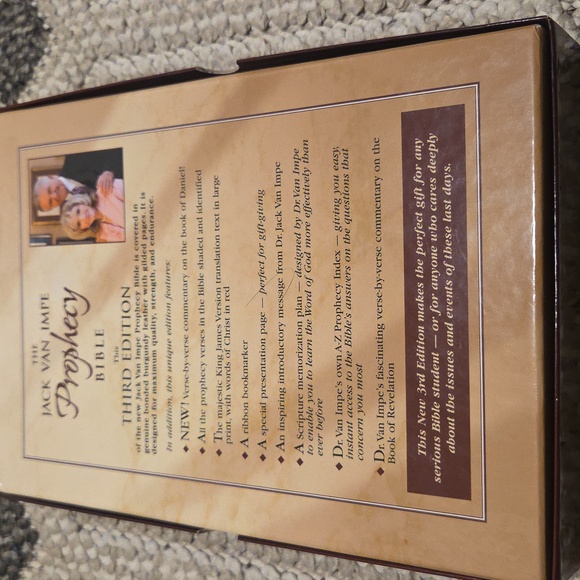 THE
JACK VAN IMPE
Prophecy
BIBLE
This
THIRD EDITION
of the new Jack Van Impe Prophecy Bible is covered in
genuine bonded burgundy leather with gilded pages. It is
designed for maximum quality, strength, and endurance.
In addition, this unique edition features:
◆ NEW! Verse-by-verse commentary on the book of Daniel!
◆ All the prophecy verses in the Bible shaded and identified
◆ The majestic King James Version translation text in large
print, with words of Christ in red
◆ A ribbon bookmarker
◆ A special presentation page — perfect for gift-giving
◆ An inspiring introductory message from Dr. Jack Van Impe
◆ A Scripture memorization plan — designed by Dr. Van Impe
to enable you to learn the Word of God more effectively than
ever before
◆ Dr. Van Impe's own A-Z Prophecy Index — giving you easy,
instant access to the Bible's answers on the questions that
concern you most
◆ Dr. Van Impe's fascinating verse-by-verse commentary on the
Book of Revelation
This New 3rd Edition makes the perfect gift for any
serious Bible student — or for anyone who cares deeply
about the issues and events of these last days.